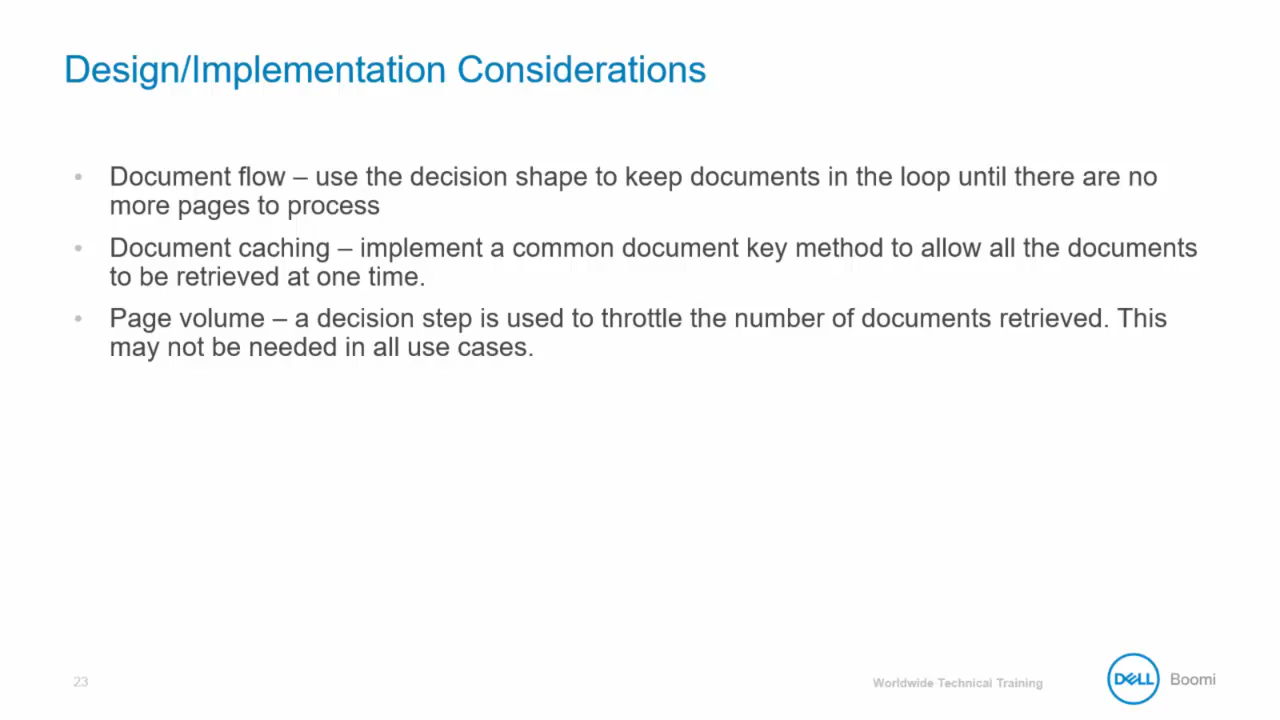 Design/Implementation Considerations
• Document flow – use the decision shape to keep documents in the loop until there are no
more pages to process
• Document caching – implement a common document key method to allow all the documents
to be retrieved at one time.
• Page volume – a decision step is used to throttle the number of documents retrieved. This
may not be needed in all use cases.
23
Worldwide Technical Training
DELL Boomi